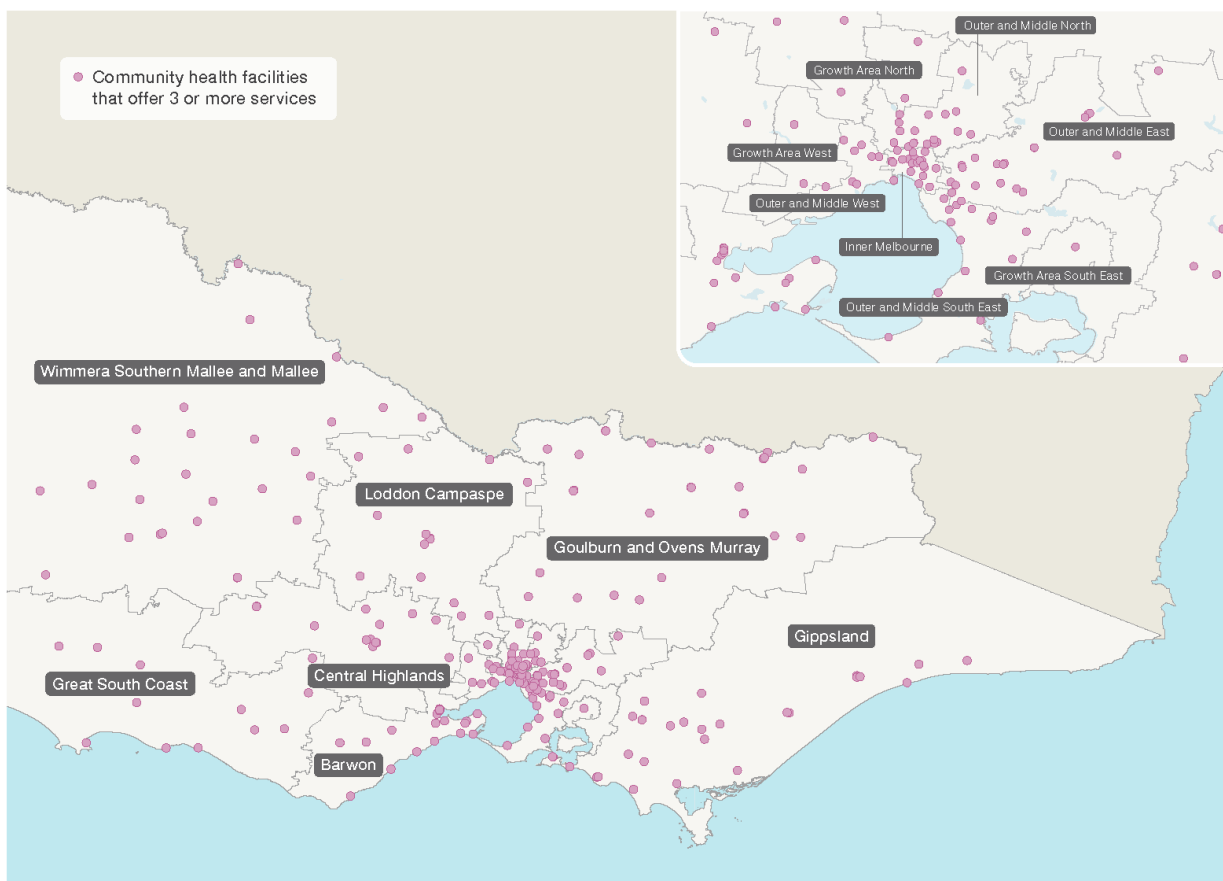 Community health facilities
that offer 3 or more services
Outer and Middle North
Growth Area North
Outer and Middle East
Growth Area West
Outer and Middle West
Inner Melbourne
Growth Area South East
Outer and Middle South East
Wimmera Southern Mallee and Mallee
Loddon Campaspe
Goulburn and Ovens Murray
Gippsland
Central Highlands
Great South Coast
Barwon